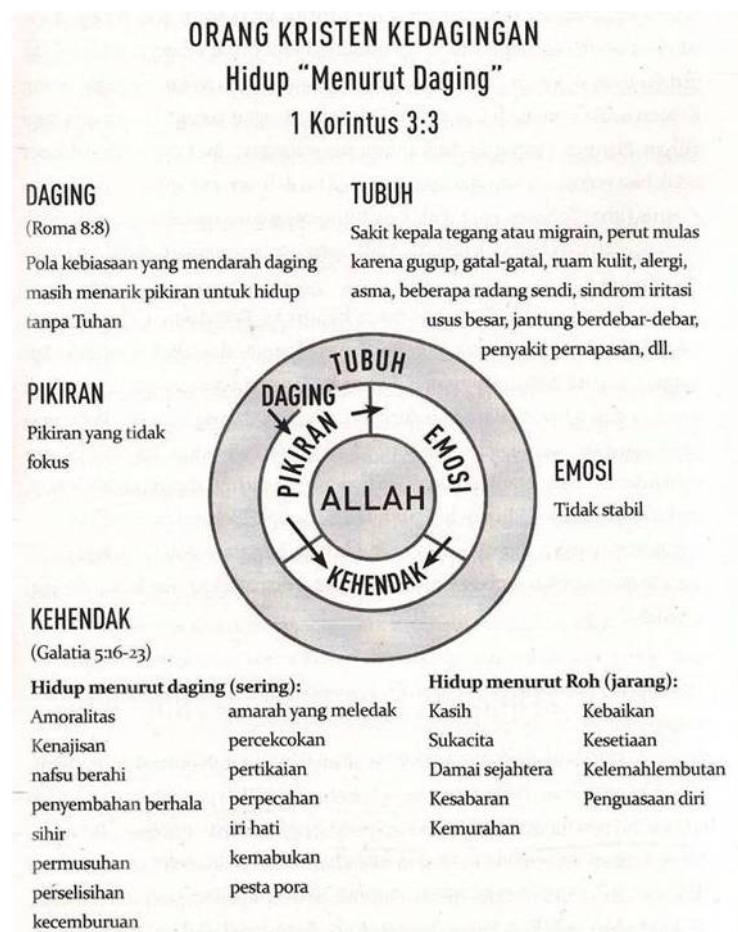 ORANG KRISTEN KEDAGINGAN
Hidup "Menurut Daging"
I Korintus 3:3
DAGING
(Roma 8:8)
Pola kebiasaan yang mendarah daging
masih menarik pikiran untuk hidup
tanpa Tuhan
TUBUH
Sakit kepala tegang atau migrain, perut mulas
karena gugup, gatal-gatal, ruam kulit, alergi,
asma, beberapa radang sendi, sindrom iritasi
usus besar, jantung berdebar-debar,
penyakit pernapasan, dll.
PIKIRAN
Pikiran yang tidak
fokus
TUBUH
DAGING
PIKIRAN
EMOSI
ALLAH
KEHENDAK
EMOSI
Tidak stabil
KEHENDAK
(Galatia 5:16-23)
Hidup menurut daging (sering):
Amoralitas
Kenajisan
nafsu berahi
penyembahan berhala
sihir
permusuhan
perselisihan
kecemburuan
amarah yang meledak
percekcokan
pertikaian
perpecahan
iri hati
kemabukan
pesta pora
Hidup menurut Roh (jarang):
Kasih
Sukacita
Damai sejahtera
Kesabaran
Kemurahan
Kebaikan
Kesetiaan
Kelemahlembutan
Penguasaan diri